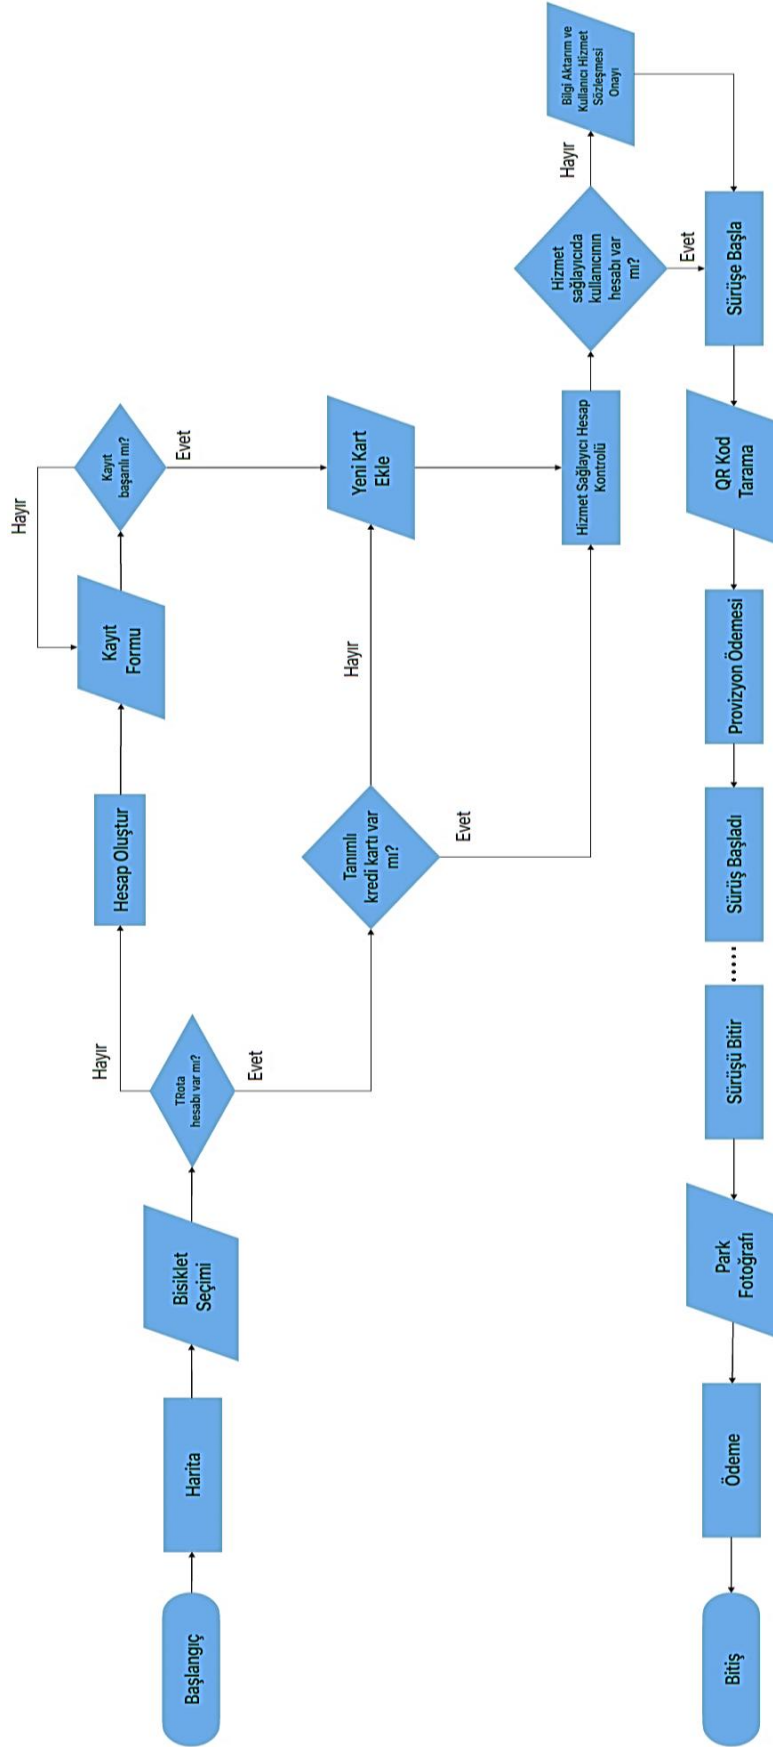 Başlangıç
Harita
Bisiklet
Seçimi
TRota
hesabı var mı?
Hayır
Evet
Hesap Oluştur
Kayıt
Formu
Kayıt
başarılı mı?
Hayır
Evet
Tanımlı
kredi kartı var
mı?
Hayır
Evet
Yeni Kart
Ekle
Hizmet Sağlayıcı Hesap
Kontrolü
Hizmet
sağlayıcıda
kullanıcının
hesabı var
mı?
Hayır
Evet
Bilgi Aktarım ve
Kullanıcı Hizmet
Sözleşmesi
Onayı
Sürüşe Başla
QR Kod
Tarama
Provizyon Ödemesi
Sürüş Başladı
.....
Sürüşü Bitir
Park
Fotoğrafı
Ödeme
Bitiş